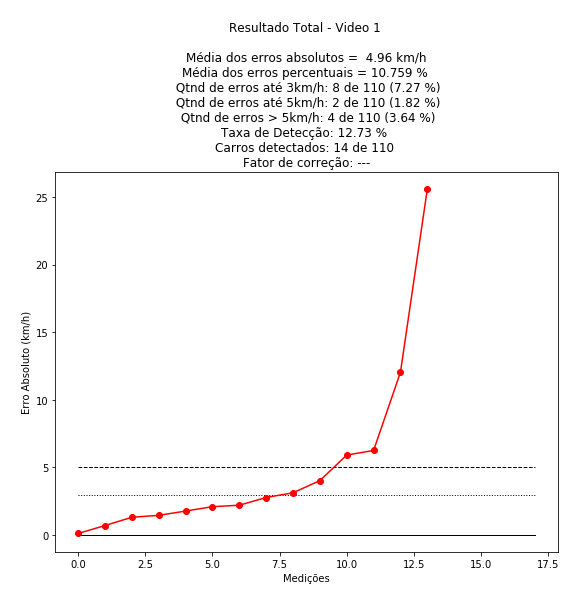 Resultado Total - Video 1
Média dos erros absolutos =  4.96 km/h
Média dos erros percentuais = 10.759 %
Qtnd de erros até 3km/h: 8 de 110 (7.27 %)
Qtnd de erros até 5km/h: 2 de 110 (1.82 %)
Qtnd de erros > 5km/h: 4 de 110 (3.64 %)
Taxa de Detecção: 12.73 %
Carros detectados: 14 de 110
Fator de correção: ---
25
20
15
10
5
0
Erro Absoluto (km/h)
0.0 2.5 5.0 7.5 10.0 12.5 15.0 17.5
Medições